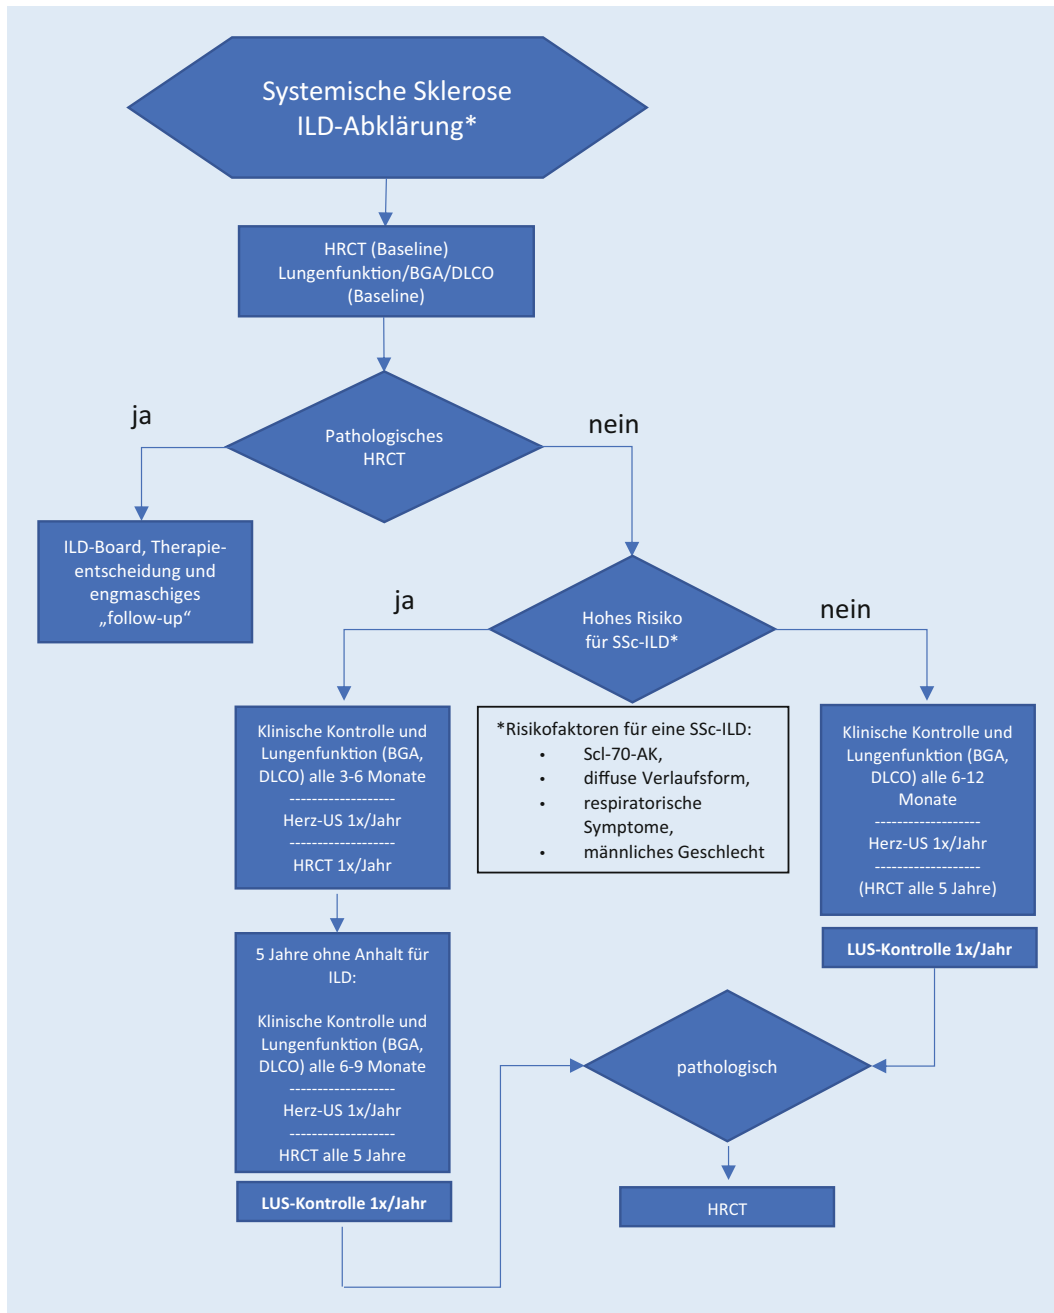 Systemische Sklerose
ILD-Abklärung*
HRCT (Baseline)
Lungenfunktion/BGA/DLCO
(Baseline)
ja
nein
Pathologisches
HRCT
ILD-Board, Therapie-
entscheidung und
engmaschiges
„follow-up“
ja
nein
Hohes Risiko
für SSc-ILD*
Klinische Kontrolle und
Lungenfunktion (BGA,
DLCO) alle 3-6 Monate
-------------------
Herz-US 1x/Jahr
-------------------
HRCT 1x/Jahr
*Risikofaktoren für eine SSc-ILD:
• Scl-70-AK,
• diffuse Verlaufsform,
• respiratorische
Symptome,
• männliches Geschlecht
Klinische Kontrolle und
Lungenfunktion (BGA,
DLCO) alle 6-12
Monate
-------------------
Herz-US 1x/Jahr
-------------------
(HRCT alle 5 Jahre)
LUS-Kontrolle 1x/Jahr
5 Jahre ohne Anhalt für
ILD:
Klinische Kontrolle und
Lungenfunktion (BGA,
DLCO) alle 6-9 Monate
-------------------
Herz-US 1x/Jahr
-------------------
HRCT alle 5 Jahre
LUS-Kontrolle 1x/Jahr
pathologisch
HRCT